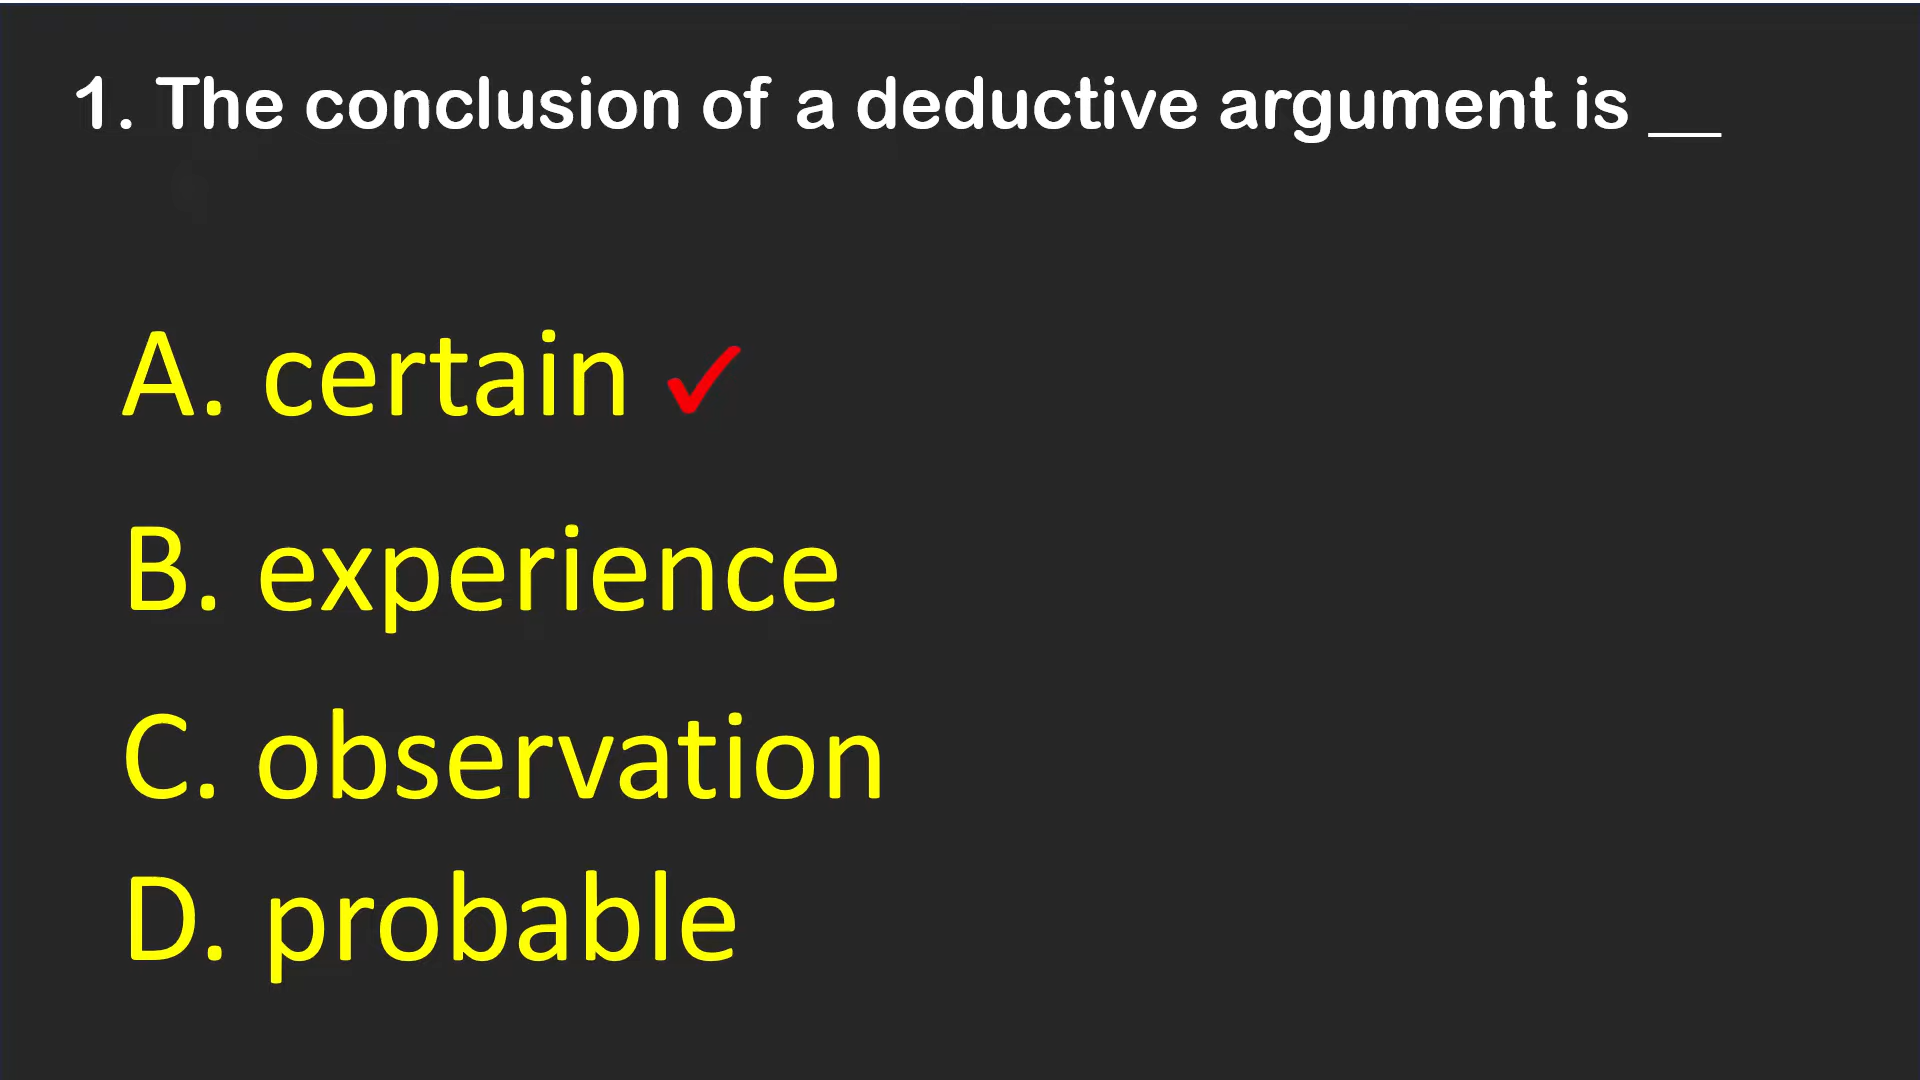 1. The conclusion of a deductive argument is __
A. certain ✓
B. experience
C. observation
D. probable